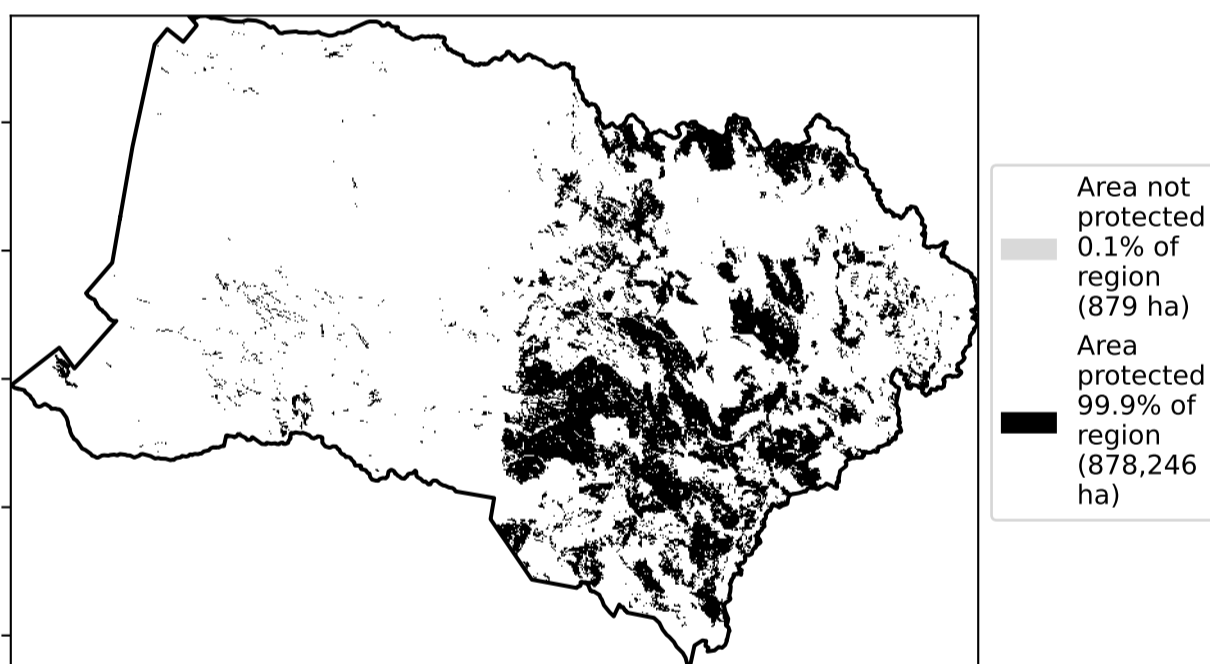 Area not
protected
0.1% of
region
(879 ha)
Area
protected
99.9% of
region
(878,246
ha)